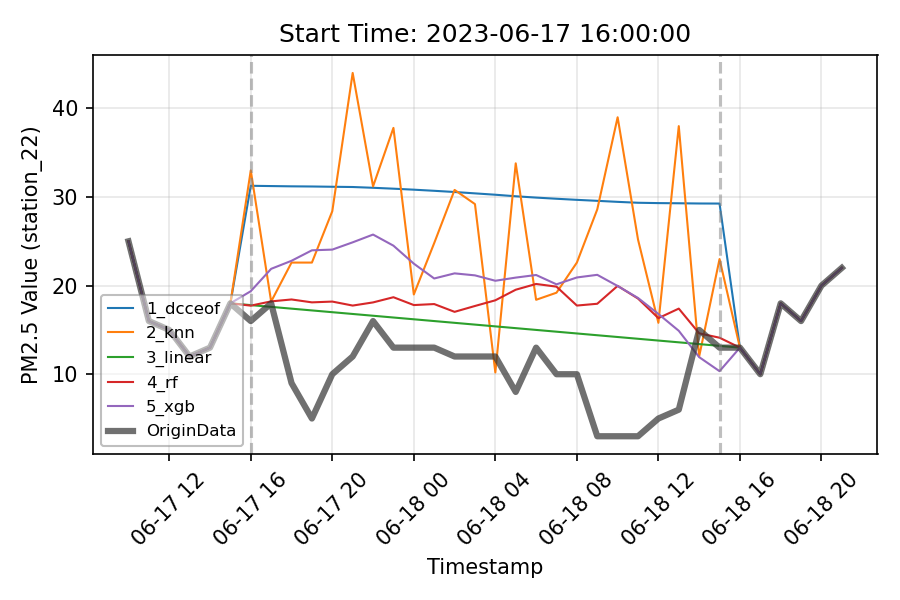 Start Time: 2023-06-17 16:00:00
PM2.5 Value (station_22)
40
30
20
10
1_dcceof
2_knn
3_linear
4_rf
5_xgb
OriginData
06-17 12
06-17 16
06-17 20
06-18 00
06-18 04
06-18 08
06-18 12
06-18 16
06-18 20
Timestamp